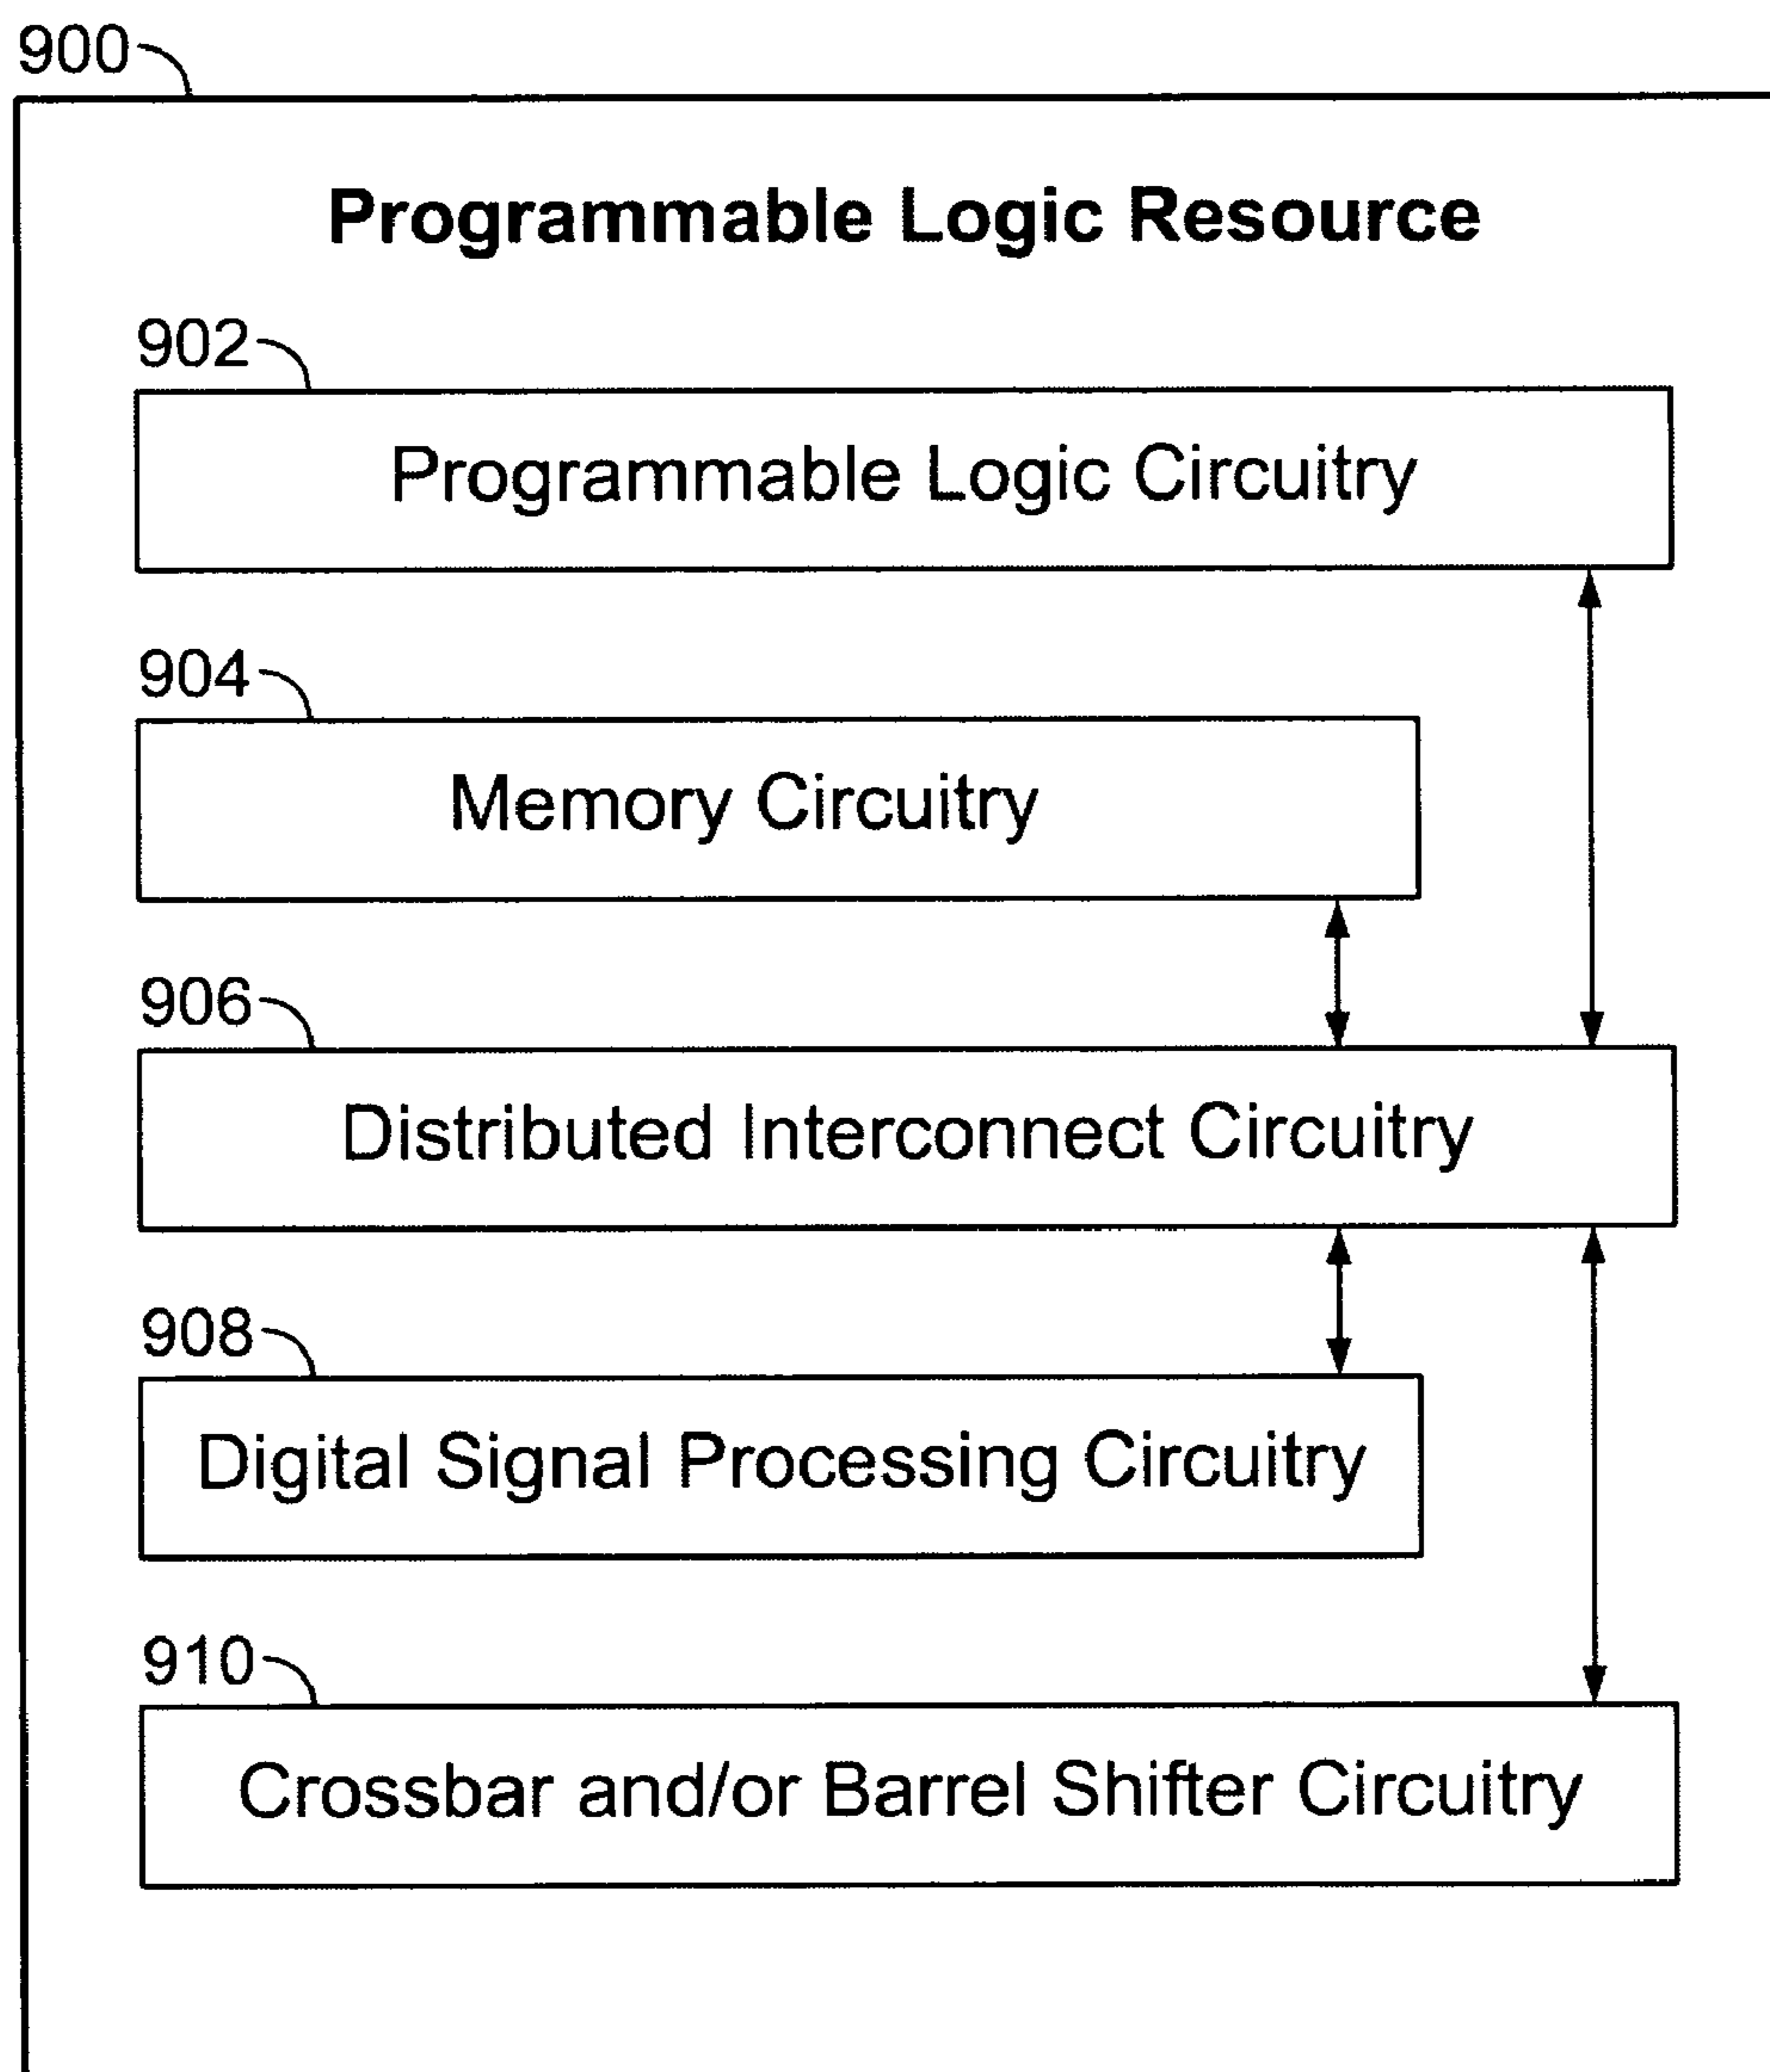 900
Programmable Logic Resource
902
Programmable Logic Circuitry
904
Memory Circuitry
906
Distributed Interconnect Circuitry
908
Digital Signal Processing Circuitry
910
Crossbar and/or Barrel Shifter Circuitry